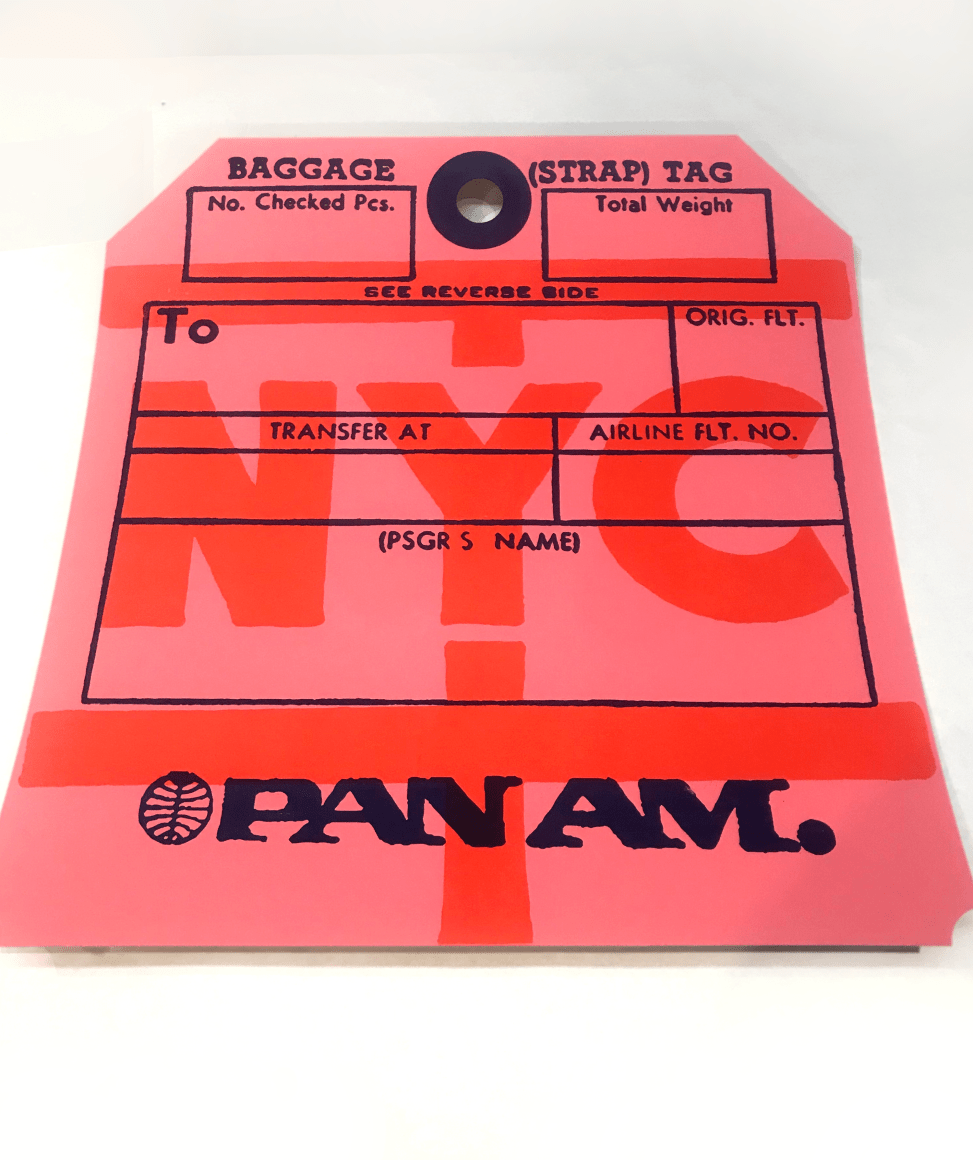 BAGGAGE (STRAP) TAG
No. Checked Pcs. Total Weight
SEE REVERSE SIDE
To ORIG. FLT.
NYC
TRANSFER AT AIRLINE FLT. NO.
(PSGR S NAME)
PAN AM.